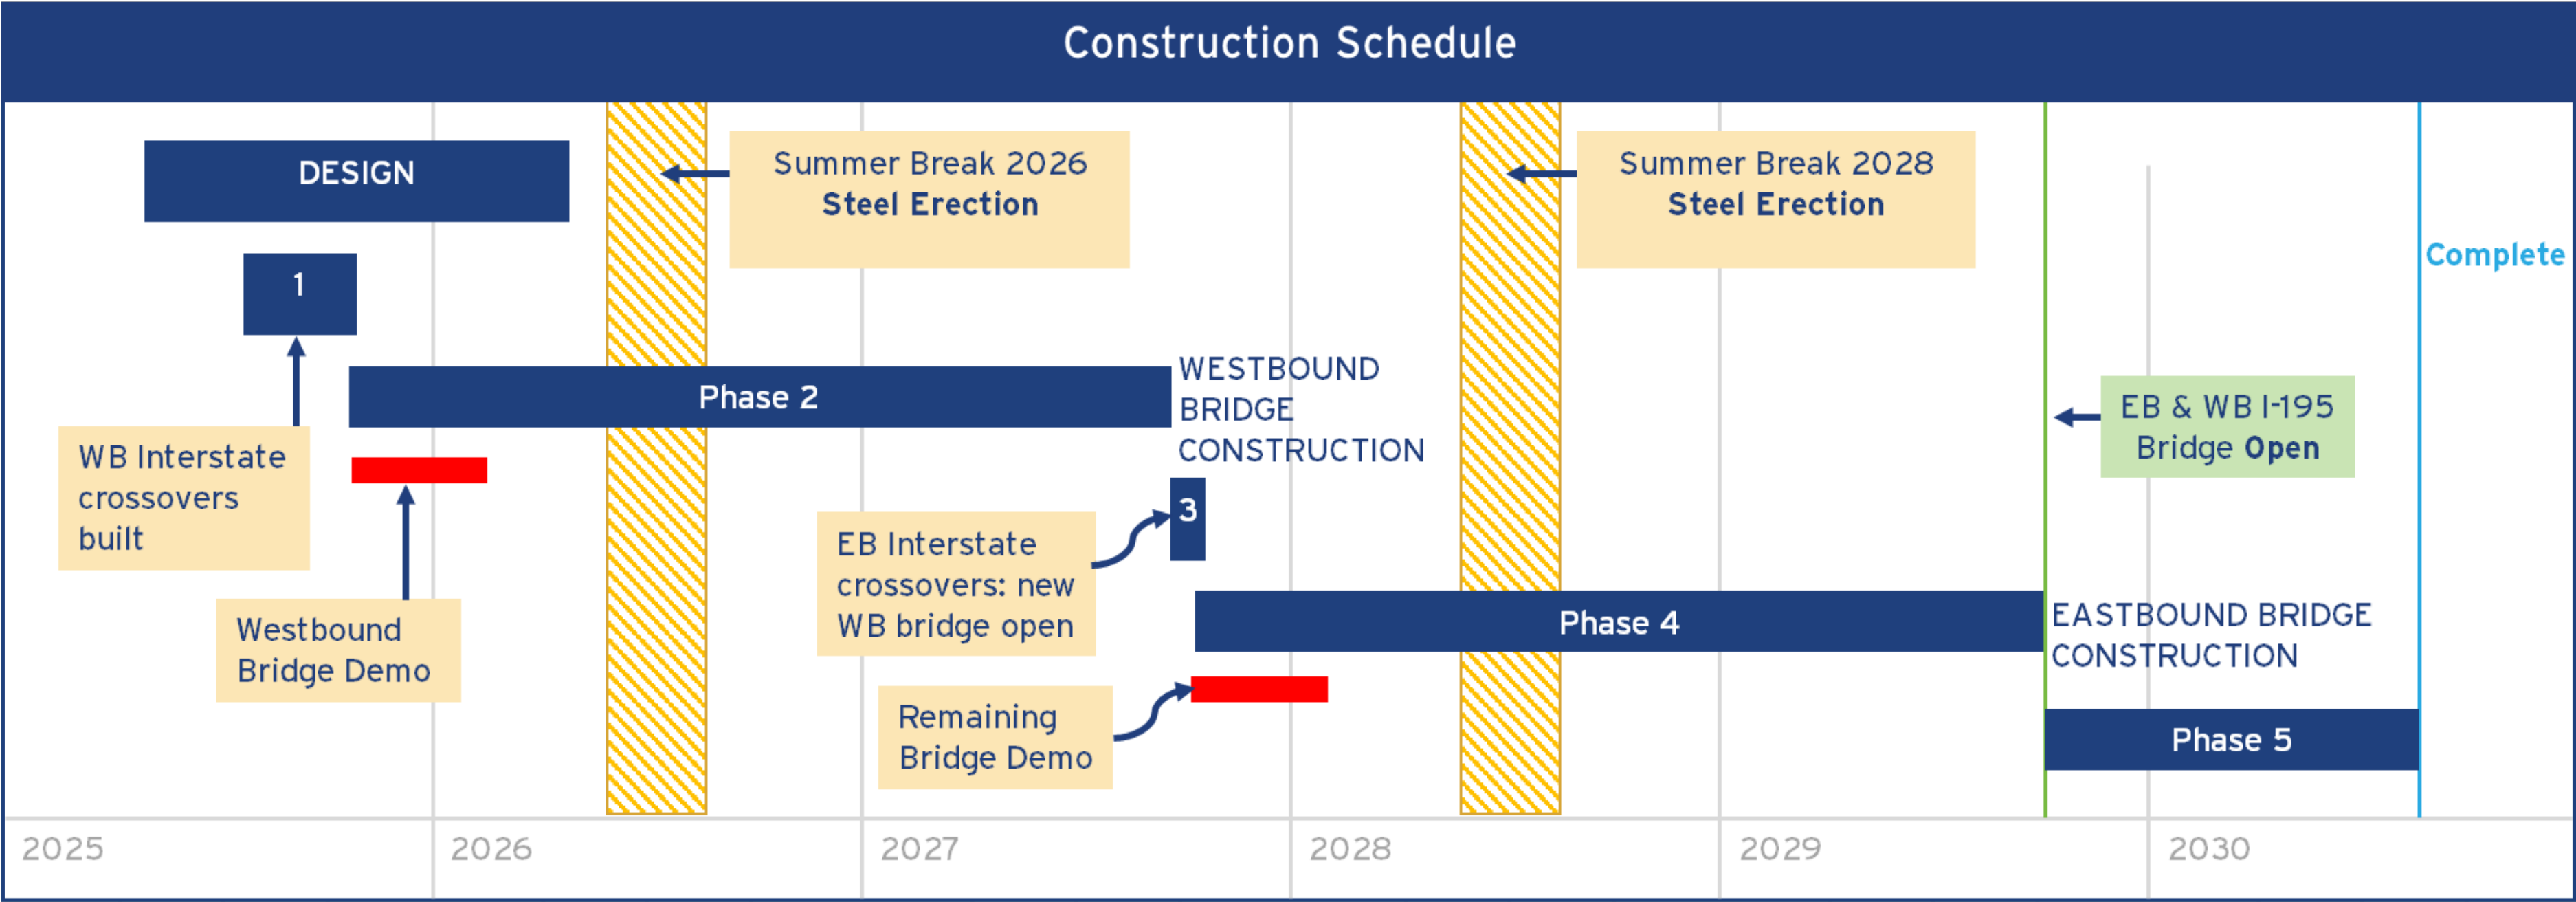 Construction Schedule
DESIGN
Summer Break 2026
Steel Erection
Summer Break 2028
Steel Erection
Complete
1
WB Interstate
crossovers
built
Phase 2
WESTBOUND
BRIDGE
CONSTRUCTION
EB & WB I-195
Bridge Open
Westbound
Bridge Demo
3
EB Interstate
crossovers: new
WB bridge open
Phase 4
EASTBOUND BRIDGE
CONSTRUCTION
Remaining
Bridge Demo
Phase 5
2025
2026
2027
2028
2029
2030